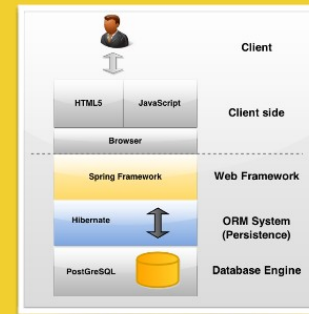 Client
HTML5 JavaScript Client side
Browser
Spring Framework Web Framework
Hibernate ORM System
(Persistence)
PostGreSQL Database Engine